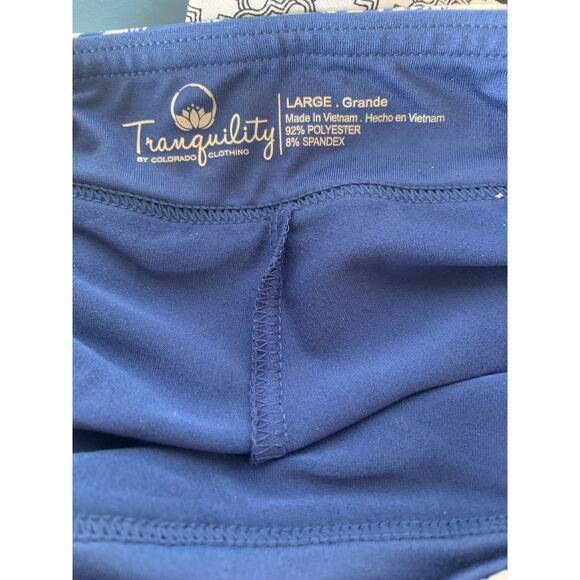 Tranquility
BY COLORADO CLOTHING
LARGE . Grande
Made In Vietnam . Hecho en Vietnam
92% POLYESTER
8% SPANDEX